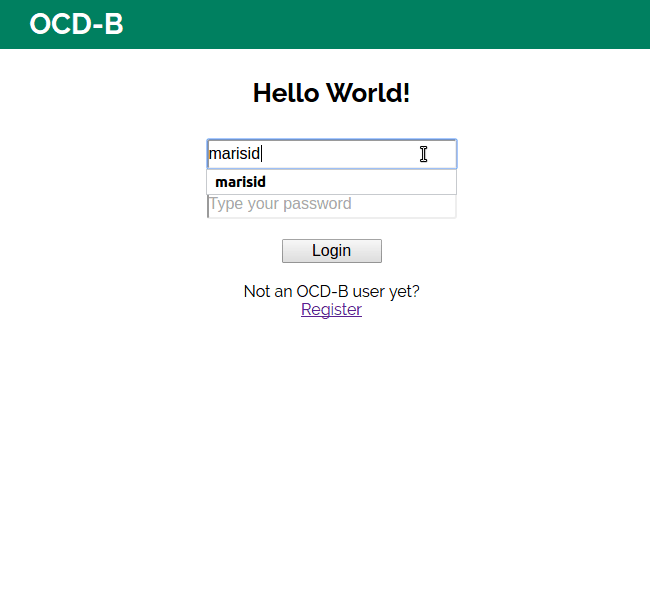 OCD-B
Hello World!
marisid
marisid
Type your password
Login
Not an OCD-B user yet?
Register